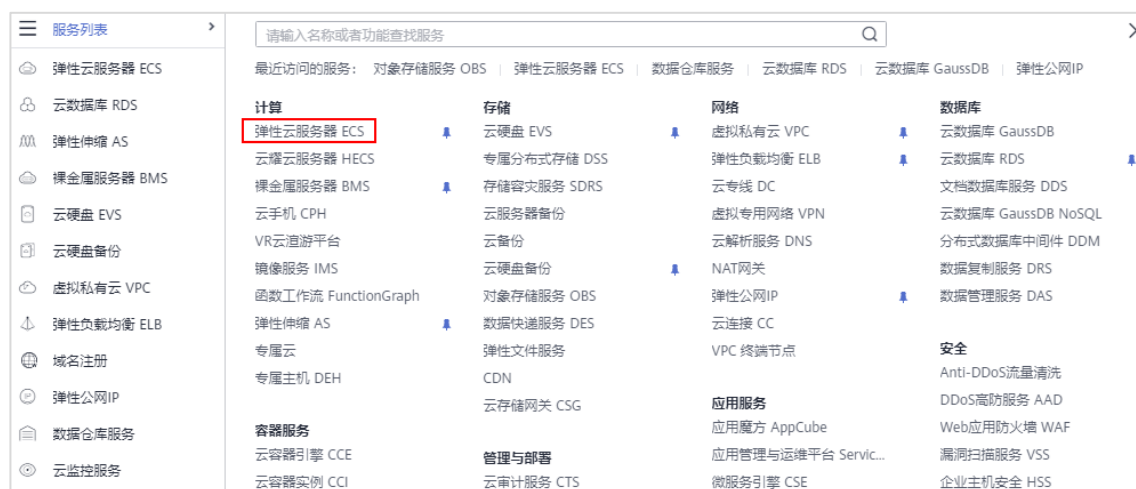 服务列表
弹性云服务器 ECS
云数据库 RDS
弹性伸缩 AS
裸金属服务器 BMS
云硬盘 EVS
云硬盘备份
虚拟私有云 VPC
弹性负载均衡 ELB
域名注册
弹性公网IP
数据仓库服务
云监控服务
请输入名称或者功能查找服务
最近访问的服务: 对象存储服务 OBS 弹性云服务器 ECS 数据仓库服务 云数据库 RDS 云数据库 GaussDB 弹性公网IP
计算
弹性云服务器 ECS
云耀云服务器 HECS
裸金属服务器 BMS
云手机 CPH
VR云渲游平台
镜像服务 IMS
函数工作流 FunctionGraph
弹性伸缩 AS
专属云
专属主机 DEH
容器服务
云容器引擎 CCE
云容器实例 CCI
存储
云硬盘 EVS
专属分布式存储 DSS
存储容灾服务 SDRS
云服务器备份
云备份
云硬盘备份
对象存储服务 OBS
数据快递服务 DES
弹性文件服务
CDN
云存储网关 CSG
管理与部署
云审计服务 CTS
网络
虚拟私有云 VPC
弹性负载均衡 ELB
云专线 DC
虚拟专用网络 VPN
云解析服务 DNS
NAT网关
弹性公网IP
云连接 CC
VPC 终端节点
应用服务
应用魔方 AppCube
应用管理与运维平台 Servic...
微服务引擎 CSE
数据库
云数据库 GaussDB
云数据库 RDS
文档数据库服务 DDS
云数据库 GaussDB NoSQL
分布式数据库中间件 DDM
数据复制服务 DRS
数据管理服务 DAS
安全
Anti-DDoS流量清洗
DDoS高防服务 AAD
Web应用防火墙 WAF
漏洞扫描服务 VSS
企业主机安全 HSS